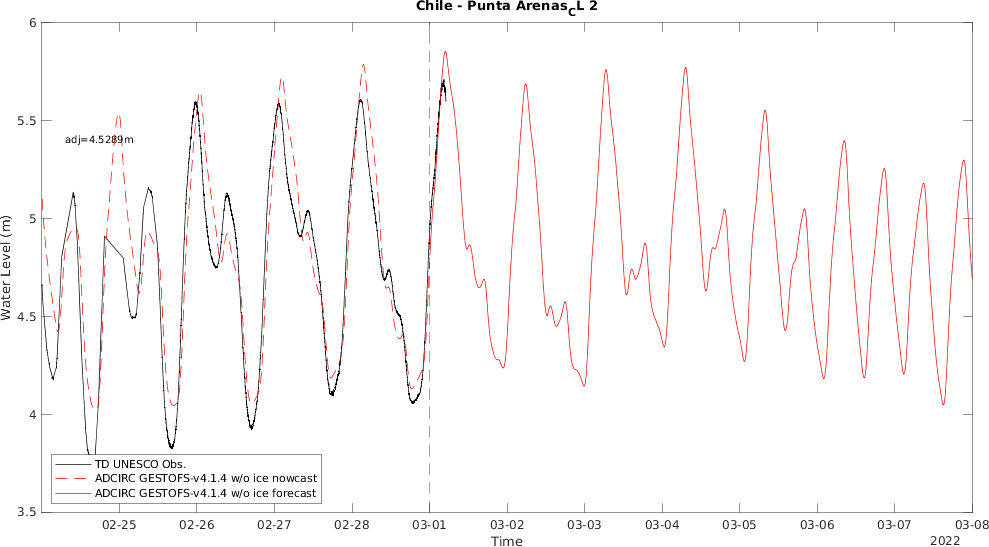 Chile - Punta Arenas_CL 2
6
5.5
5
4.5
4
3.5
Water Level (m)
adj=4.5289m
TD UNESCO Obs.
ADCIRC GESTOFS-v4.1.4 w/o ice nowcast
ADCIRC GESTOFS-v4.1.4 w/o ice forecast
02-25 02-26 02-27 02-28 03-01 03-02 03-03 03-04 03-05 03-06 03-07 03-08
Time
2022